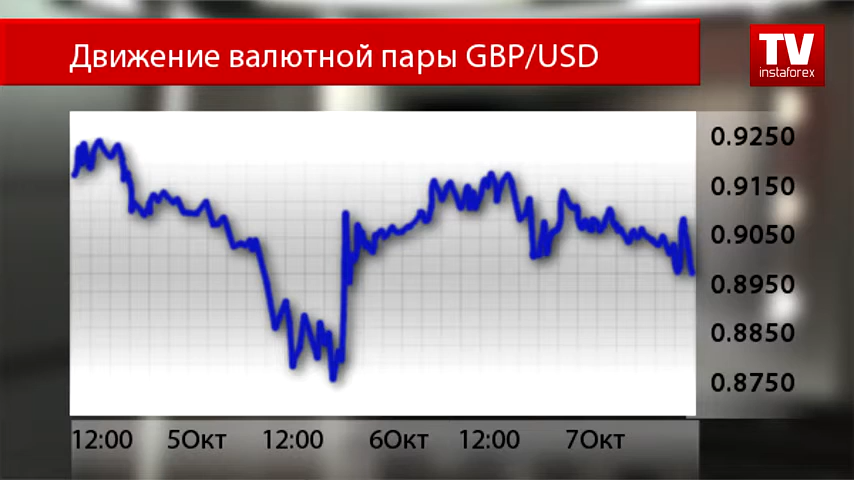 Движение валютной пары GBP/USD
TV
instaforex
0.9250
0.9150
0.9050
0.8950
0.8850
0.8750
12:00 5Окт 12:00 6Окт 12:00 7Окт